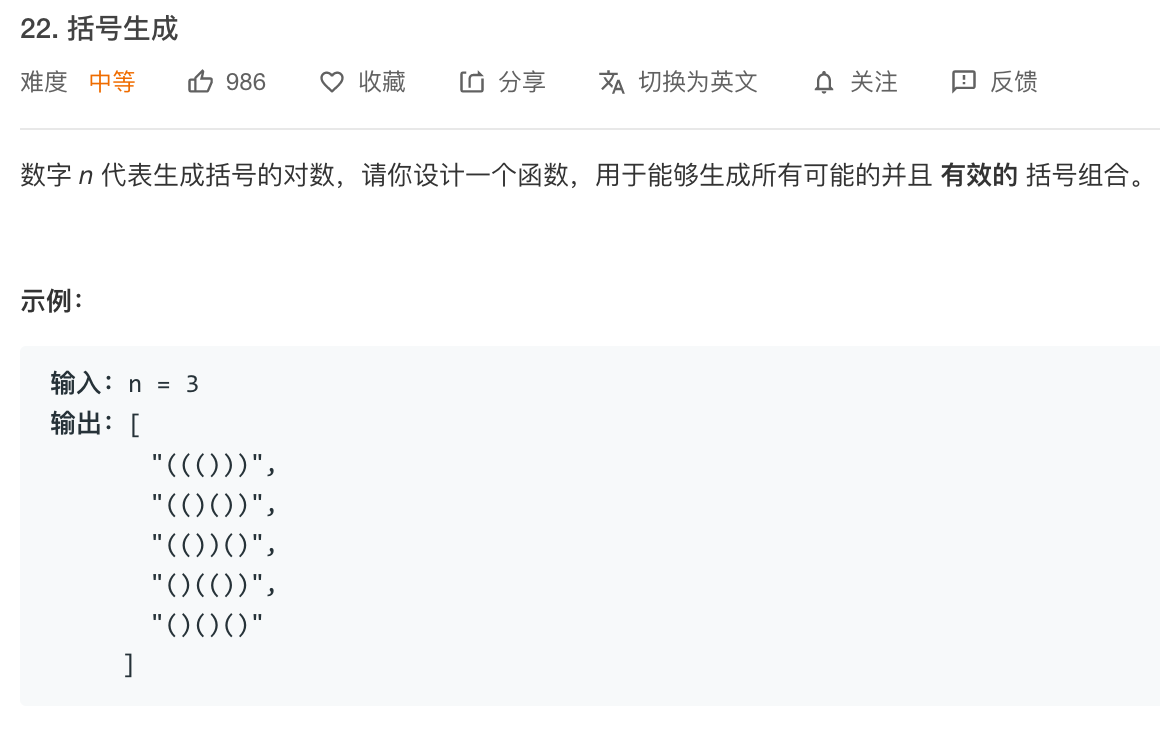 22. 括号生成
难度 中等 986 收藏 分享 切换为英文 关注 反馈
数字 n 代表生成括号的对数，请你设计一个函数，用于能够生成所有可能的并且 有效的 括号组合。
示例：
输入：n = 3
输出：[
"((()))",
"(()())",
"(())()",
"()(())",
"()()()"
]